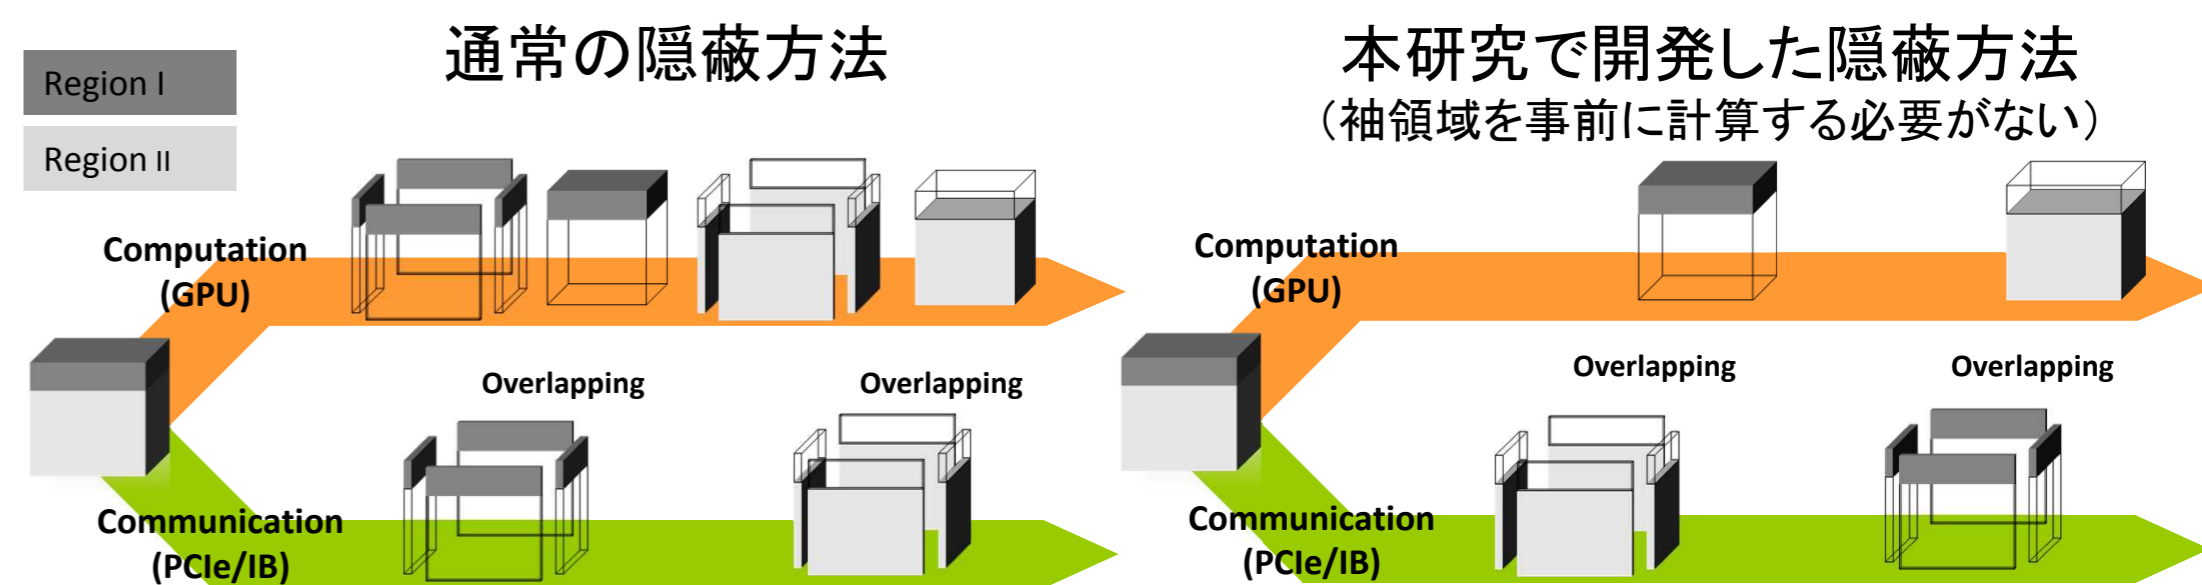 通常の隠蔽方法
Region I
Region II
Computation
(GPU)
Overlapping
Overlapping
Communication
(PCIe/IB)
本研究で開発した隠蔽方法
（袖領域を事前に計算する必要がない）
Computation
(GPU)
Overlapping
Overlapping
Communication
(PCIe/IB)